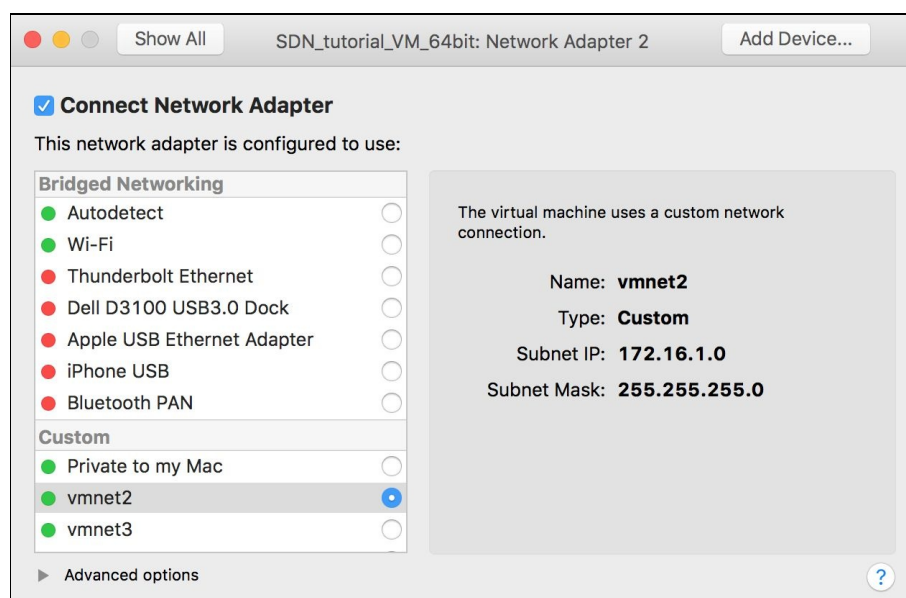 Show All
SDN_tutorial_VM_64bit: Network Adapter 2
Add Device...
Connect Network Adapter
This network adapter is configured to use:
Bridged Networking
Autodetect
Wi-Fi
Thunderbolt Ethernet
Dell D3100 USB3.0 Dock
Apple USB Ethernet Adapter
iPhone USB
Bluetooth PAN
Custom
Private to my Mac
vmnet2
vmnet3
The virtual machine uses a custom network
connection.
Name: vmnet2
Type: Custom
Subnet IP: 172.16.1.0
Subnet Mask: 255.255.255.0
Advanced options
?